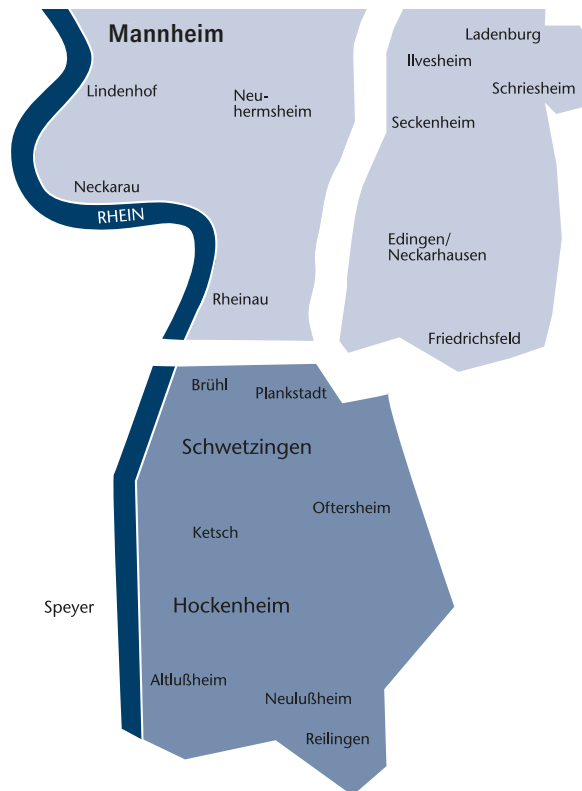 Mannheim
Ladenburg
Ilvesheim
Schriesheim
Lindenhof
Neu-
hermsheim
Seckenheim
Neckarau
RHEIN
Edingen/
Neckarhausen
Rheinau
Friedrichsfeld
Brühl
Plankstadt
Schwetzingen
Oftersheim
Ketsch
Speyer
Hockenheim
Altlußheim
Neulußheim
Reilingen